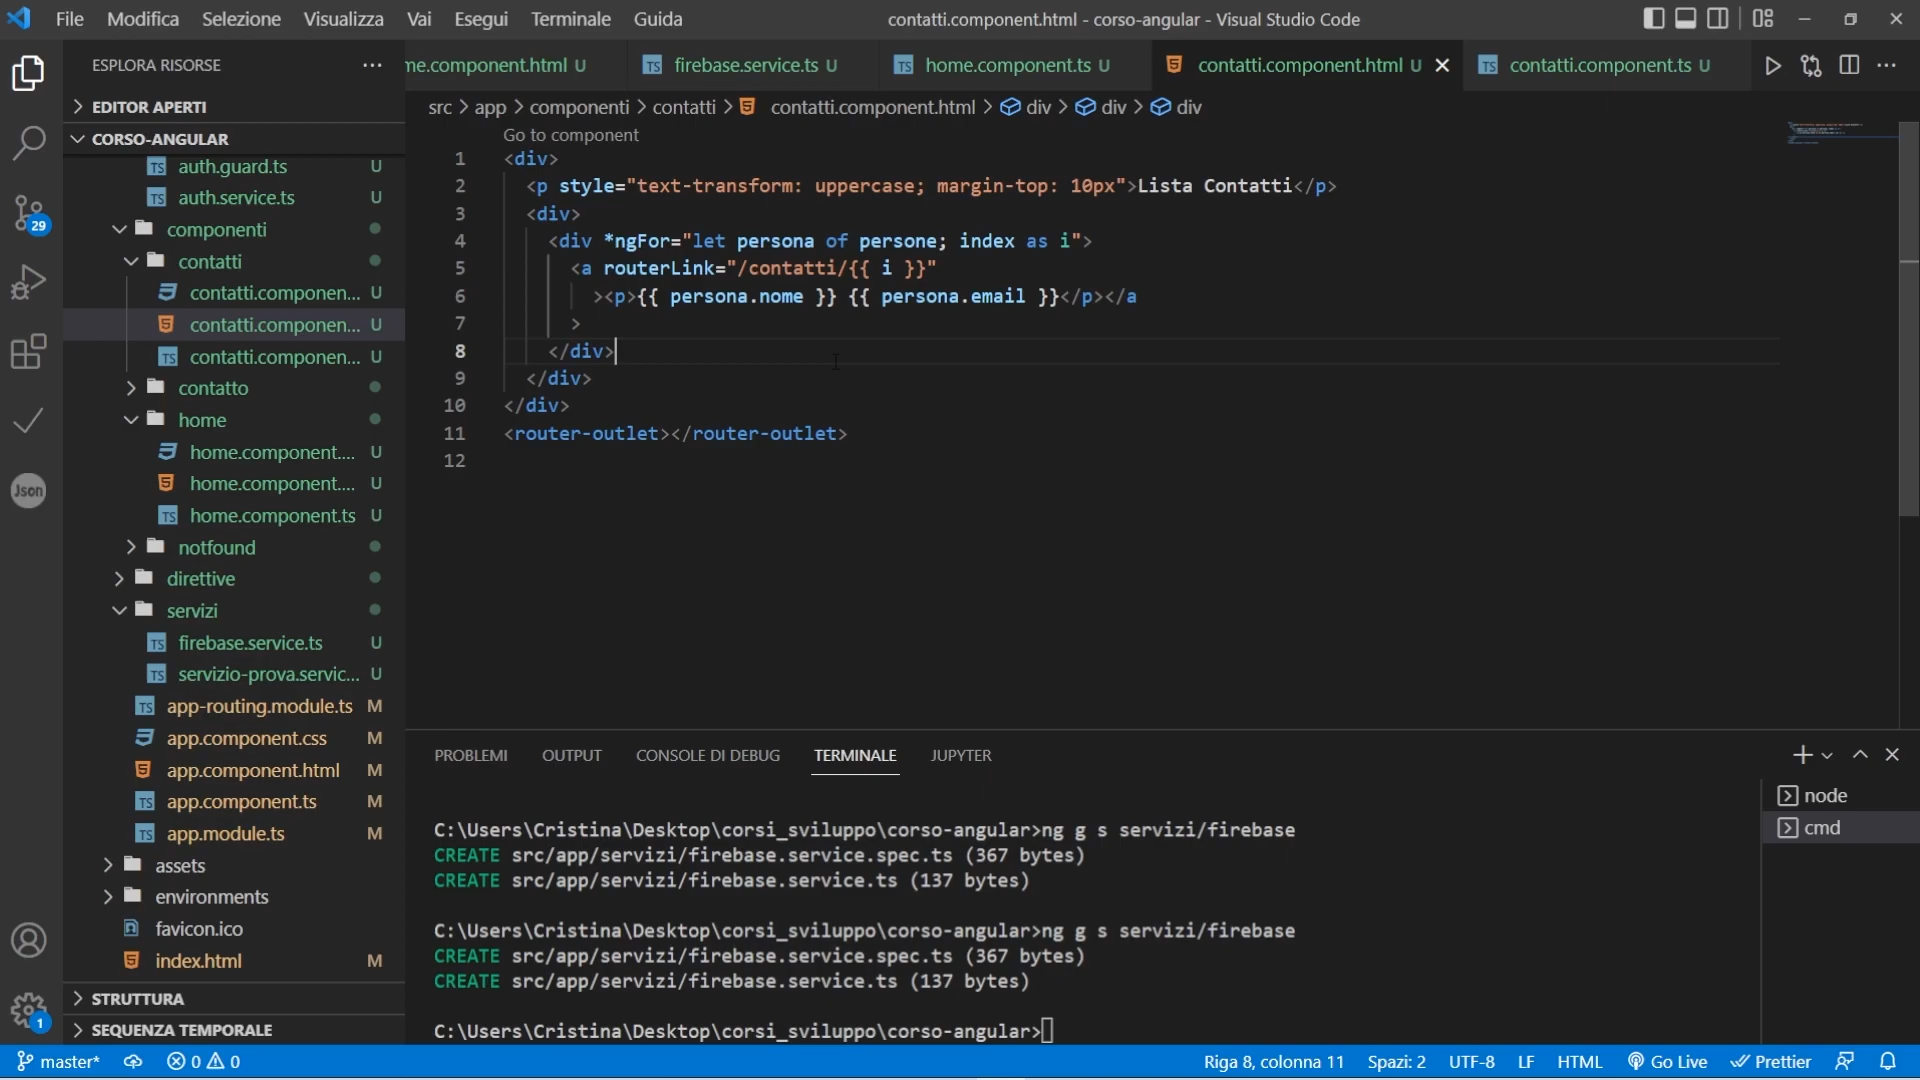 File Modifica Selezione Visualizza Vai Esegui Terminale Guida
contatti.component.html - corso-angular - Visual Studio Code
ESPLORA RISORSE
EDITOR APERTI
CORSO-ANGULAR
auth.guard.ts U
auth.service.ts U
componenti
contatti
contatti.componen... U
contatti.componen... U
contatti.componen... U
contatto
home
home.component.... U
home.component.... U
home.component.ts U
notfound
direttive
servizi
firebase.service.ts U
servizio-prova.servic... U
app-routing.module.ts M
app.component.css M
app.component.html M
app.component.ts M
app.module.ts M
assets
environments
favicon.ico
index.html M
STRUTTURA
SEQUENZA TEMPORALE
29
Json
1
me.component.html U
TS firebase.service.ts U
TS home.component.ts U
contatti.component.html U
TS contatti.component.ts U
src > app > componenti > contatti > contatti.component.html > div > div > div
Go to component
1 <div>
2 <p style="text-transform: uppercase; margin-top: 10px">Lista Contatti</p>
3 <div>
4 <div *ngFor="let persona of persone; index as i">
5 <a routerLink="/contatti/{{ i }}"
6 ><p>{{ persona.nome }} {{ persona.email }}</p></a
7 >
8 </div>
9 </div>
10 </div>
11 <router-outlet></router-outlet>
12
PROBLEMI OUTPUT CONSOLE DI DEBUG TERMINALE JUPYTER
node
cmd
C:\Users\Cristina\Desktop\corsi_sviluppo\corso-angular>ng g s servizi/firebase
CREATE src/app/servizi/firebase.service.spec.ts (367 bytes)
CREATE src/app/servizi/firebase.service.ts (137 bytes)
C:\Users\Cristina\Desktop\corsi_sviluppo\corso-angular>ng g s servizi/firebase
CREATE src/app/servizi/firebase.service.spec.ts (367 bytes)
CREATE src/app/servizi/firebase.service.ts (137 bytes)
C:\Users\Cristina\Desktop\corsi_sviluppo\corso-angular>
master* 0 0 Riga 8, colonna 11 Spazi: 2 UTF-8 LF HTML Go Live Prettier